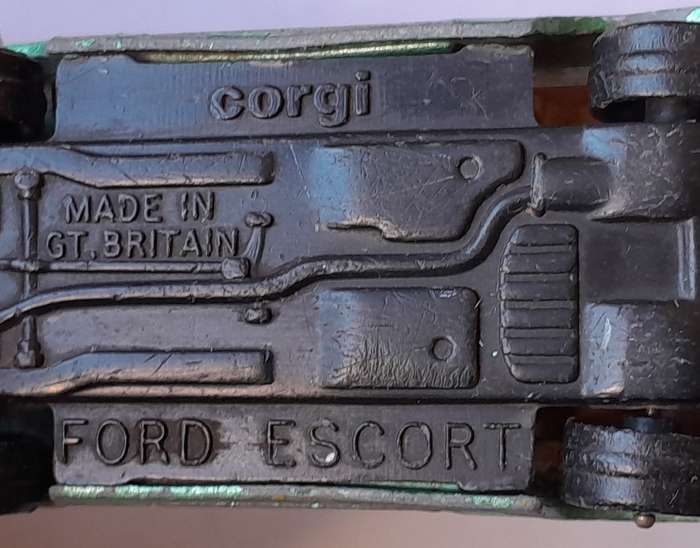 corgi
MADE IN
GT. BRITAIN
FORD ESCORT